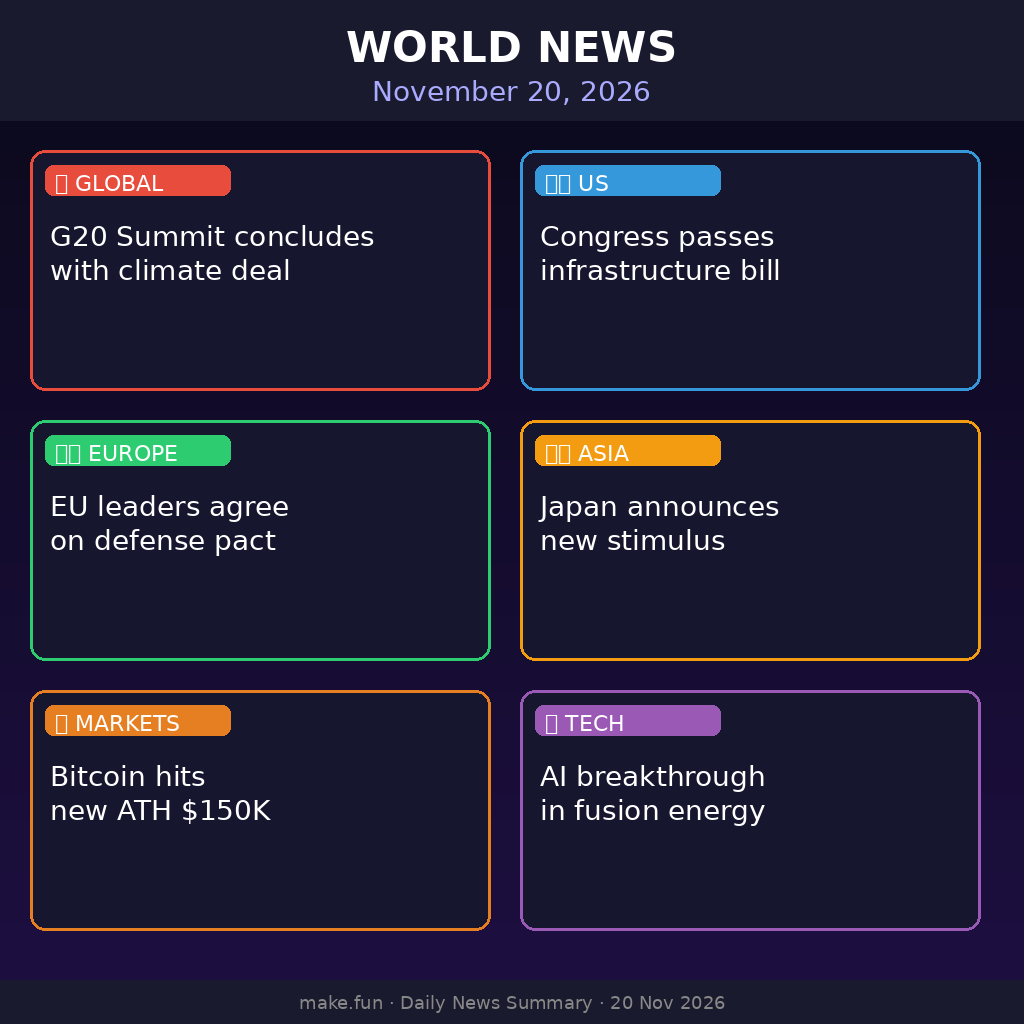 WORLD NEWS
November 20, 2026
GLOBAL
G20 Summit concludes
with climate deal
US
Congress passes
infrastructure bill
EUROPE
EU leaders agree
on defense pact
ASIA
Japan announces
new stimulus
MARKETS
Bitcoin hits
new ATH $150K
TECH
AI breakthrough
in fusion energy
make.fun · Daily News Summary · 20 Nov 2026